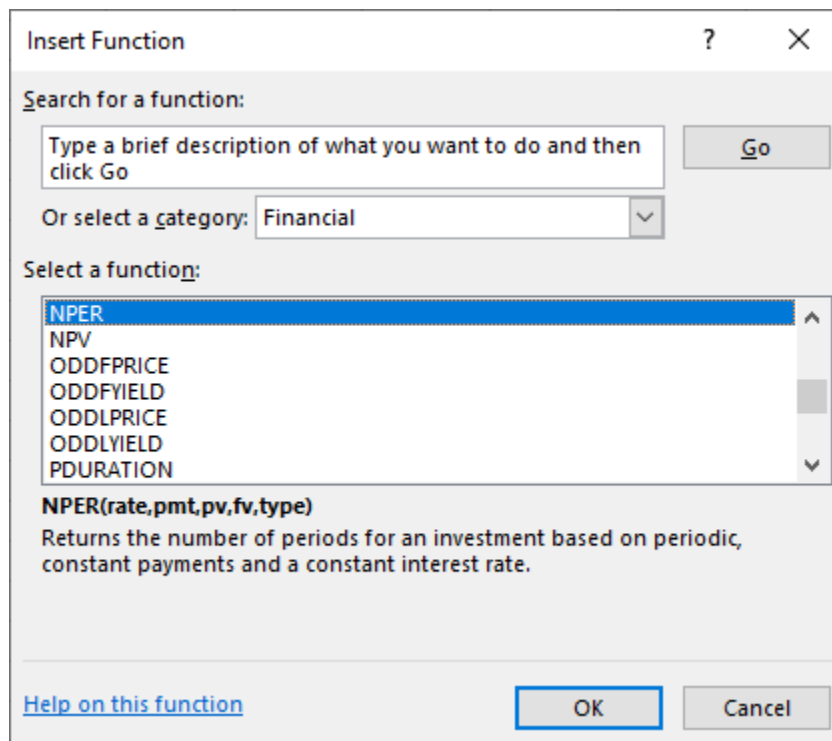 Insert Function
?
Search for a function:
Type a brief description of what you want to do and then
click Go
Go
Or select a category: Financial
Select a function:
NPER
NPV
ODDFPRICE
ODDFYIELD
ODDLPRICE
ODDLYIELD
PDURATION
NPER(rate,pmt,pv,fv,type)
Returns the number of periods for an investment based on periodic,
constant payments and a constant interest rate.
Help on this function
OK
Cancel